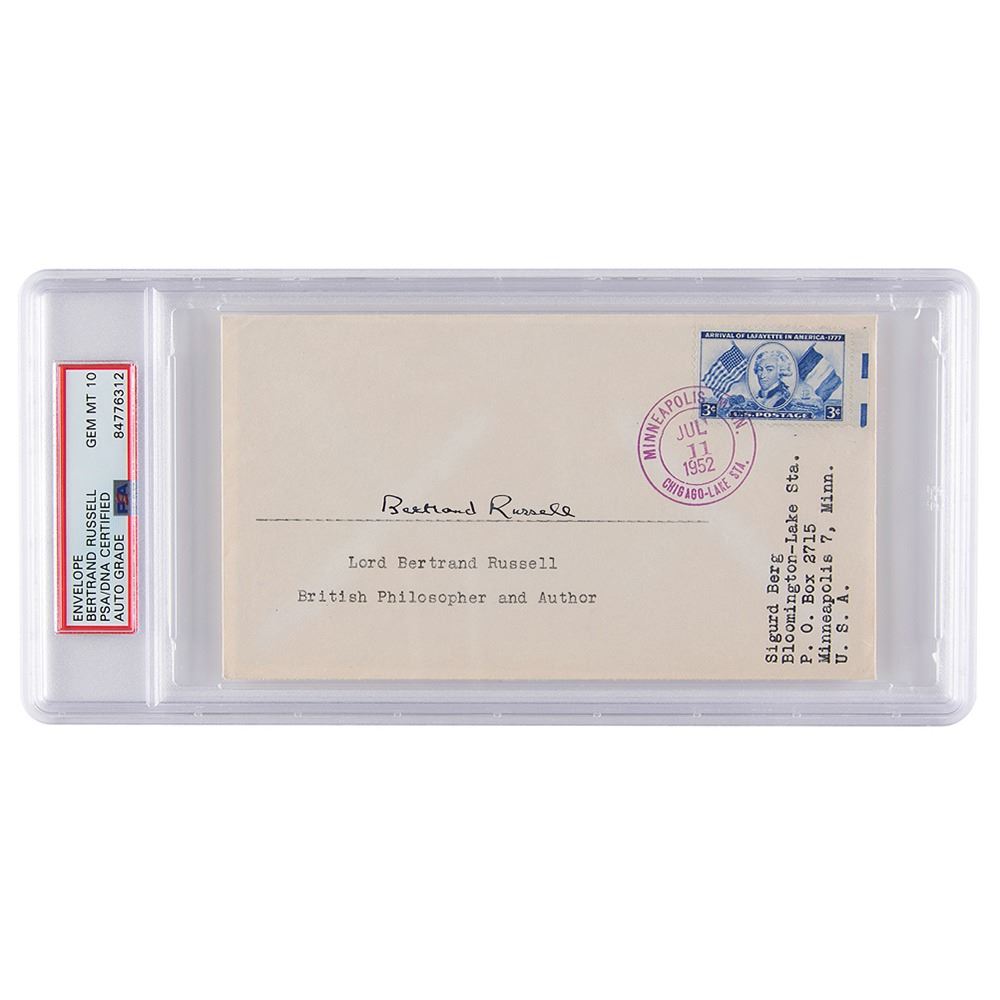 ENVELOPE
BERTRAND RUSSELL
PSA/DNA CERTIFIED
AUTO GRADE
GEM MT 10
84776312
PSA
ARRIVAL OF LAFAYETTE IN AMERICA-1777
3¢ U.S. POSTAGE 3¢
MINNEAPOLIS, MINN.
JUL
11
1952
CHICAGO-LAKE STA.
Bertrand Russell
Lord Bertrand Russell
British Philosopher and Author
Sigurd Berg
Bloomington-Lake Sta.
P. O. Box 2715
Minneapolis 7, Minn.
U. S. A.